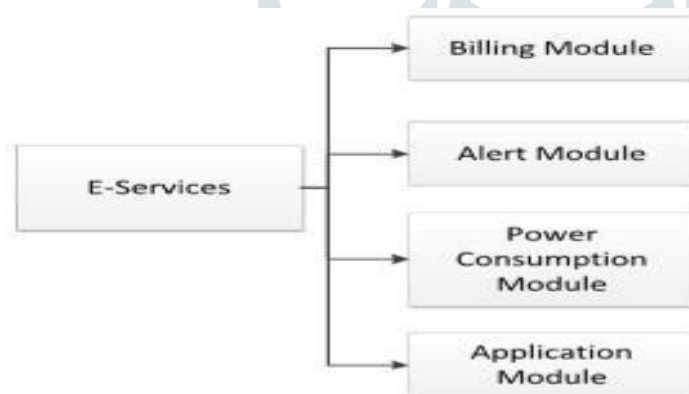 Billing Module
Alert Module
E-Services
Power
Consumption
Module
Application
Module